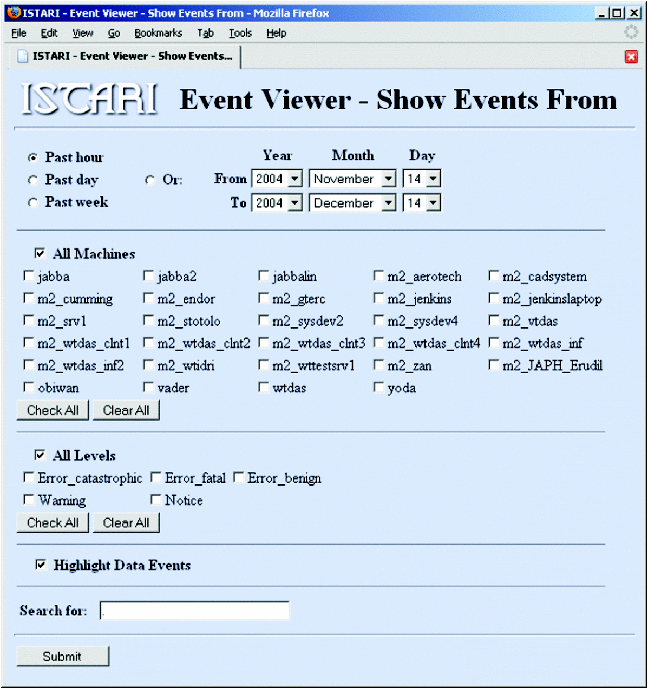 ISTARI - Event Viewer - Show Events From - Mozilla Firefox
File Edit View Go Bookmarks Tab Tools Help
ISTARI - Event Viewer - Show Events...
ISTARI Event Viewer - Show Events From
Year Month Day
Past hour
Past day Or: From 2004 November 14
Past week To 2004 December 14
All Machines
jabba jabba2 jabbalin m2_aerotech m2_cadsystem
m2_cumming m2_endor m2_gterc m2_jenkins m2_jenkinslaptop
m2_srv1 m2_stotolo m2_sysdev2 m2_sysdev4 m2_vtdas
m2_wtdas_clnt1 m2_wtdas_clnt2 m2_wtdas_clnt3 m2_wtdas_clnt4 m2_wtdas_inf
m2_wtdas_inf2 m2_wtidri m2_wttestsrv1 m2_zan m2_JAPH_Erudil
obiwan vader wtdas yoda
Check All Clear All
All Levels
Error_catastrophic Error_fatal Error_benign
Warning Notice
Check All Clear All
Highlight Data Events
Search for: .
Submit